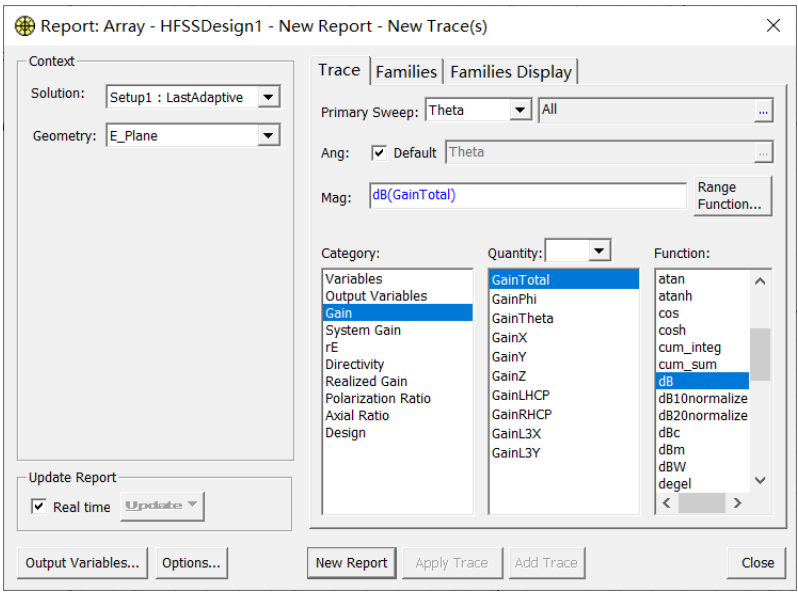 Report: Array - HFSSDesign1 - New Report - New Trace(s)
Context
Solution: Setup1 : LastAdaptive
Geometry: E_Plane
Update Report
Real time Update
Trace Families Families Display
Primary Sweep: Theta All ...
Ang: Default Theta ...
Mag: dB(GainTotal) Range Function...
Category:
Variables
Output Variables
Gain
System Gain
rE
Directivity
Realized Gain
Polarization Ratio
Axial Ratio
Design
Quantity:
GainTotal
GainPhi
GainTheta
GainX
GainY
GainZ
GainLHCP
GainRHCP
GainL3X
GainL3Y
Function:
atan
atanh
cos
cosh
cum_integ
cum_sum
dB
dB10normalize
dB20normalize
dBc
dBm
dBW
degel
Output Variables... Options... New Report Apply Trace Add Trace Close